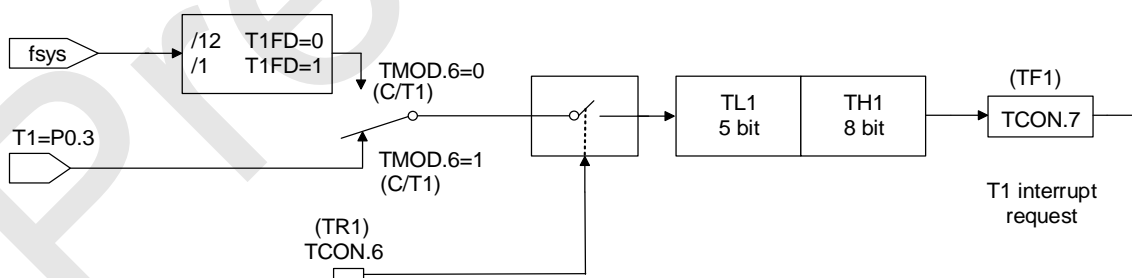 fsys
/12 T1FD=0
/1 T1FD=1
TMOD.6=0
(C/T1)
T1=P0.3
TMOD.6=1
(C/T1)
(TR1)
TCON.6
TL1
5 bit
TH1
8 bit
(TF1)
TCON.7
T1 interrupt
request
Pre